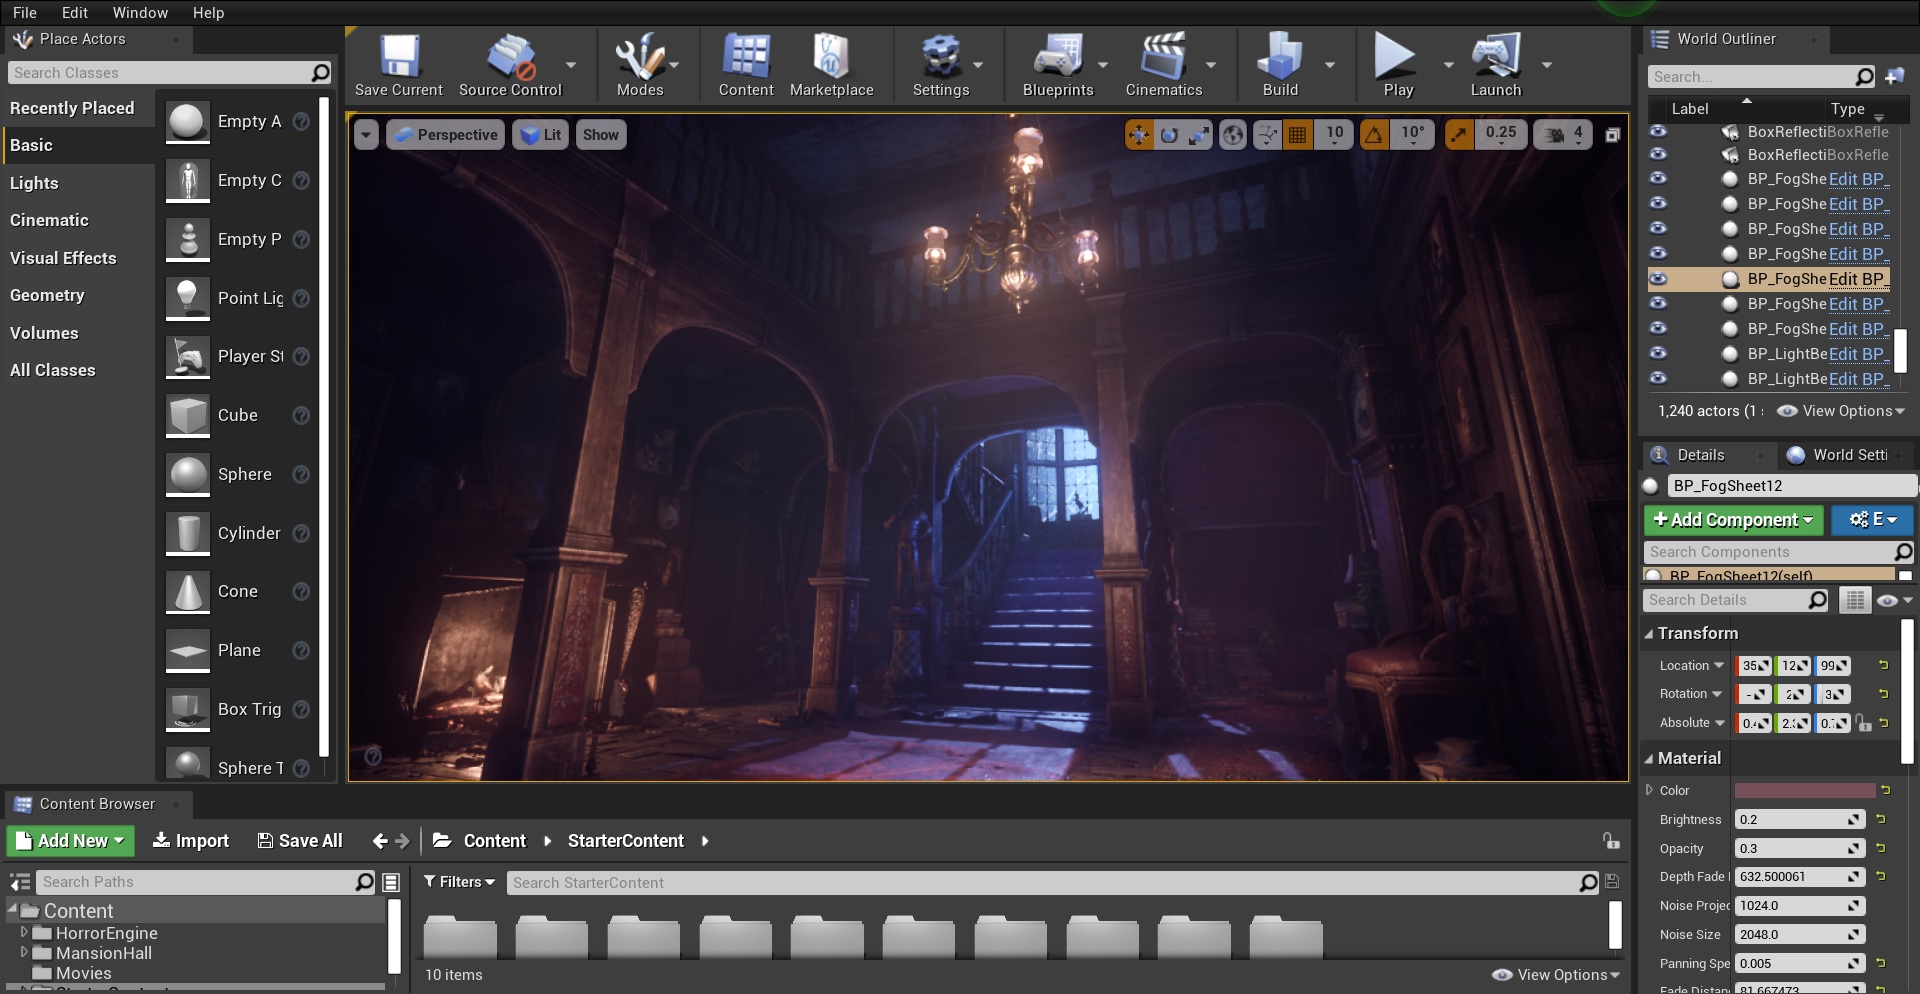 File Edit Window Help
Place Actors
Search Classes
Recently Placed
Basic
Lights
Cinematic
Visual Effects
Geometry
Volumes
All Classes
Empty A
Empty C
Empty P
Point Lig
Player St
Cube
Sphere
Cylinder
Cone
Plane
Box Trig
Sphere T
Save Current Source Control Modes Content Marketplace Settings Blueprints Cinematics Build Play Launch
Perspective Lit Show 10 10° 0.25 4
World Outliner
Search...
Label Type
BoxReflecti BoxRefle
BoxReflecti BoxRefle
BP_FogShe Edit BP_
BP_FogShe Edit BP_
BP_FogShe Edit BP_
BP_FogShe Edit BP_
BP_FogShe Edit BP_
BP_FogShe Edit BP_
BP_FogShe Edit BP_
BP_LightBe Edit BP_
BP_LightBe Edit BP_
1,240 actors (1 View Options
Details World Setti
BP_FogSheet12
+Add Component E
Search Components
BP_FogSheet12(self)
Search Details
Transform
Location 35 12 99
Rotation - 2 3
Absolute 0. 2. 0.
Material
Color
Brightness 0.2
Opacity 0.3
Depth Fade 632.500061
Noise Projec 1024.0
Noise Size 2048.0
Panning Spe 0.005
Fade Distan 81.667473
Content Browser
Add New Import Save All Content StarterContent
Search Paths
Content
HorrorEngine
MansionHall
Movies
Filters Search StarterContent
10 items View Options